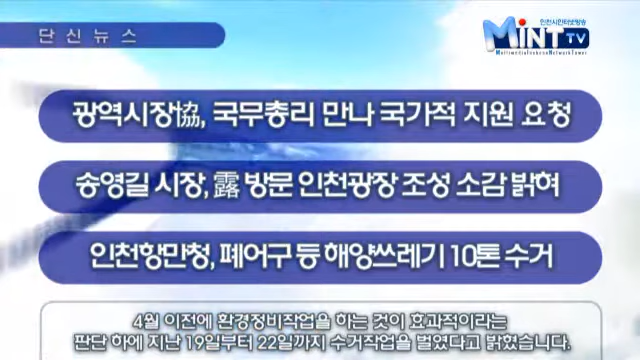 단신뉴스
인천시인터넷방송
MiNT TV
광역시장協, 국무총리 만나 국가적 지원 요청
송영길 시장, 露 방문 인천광장 조성 소감 밝혀
인천항만청, 폐어구 등 해양쓰레기 10톤 수거
4월 이전에 환경정비작업을 하는 것이 효과적이라는
판단 하에 지난 19일부터 22일까지 수거작업을 벌였다고 밝혔습니다.